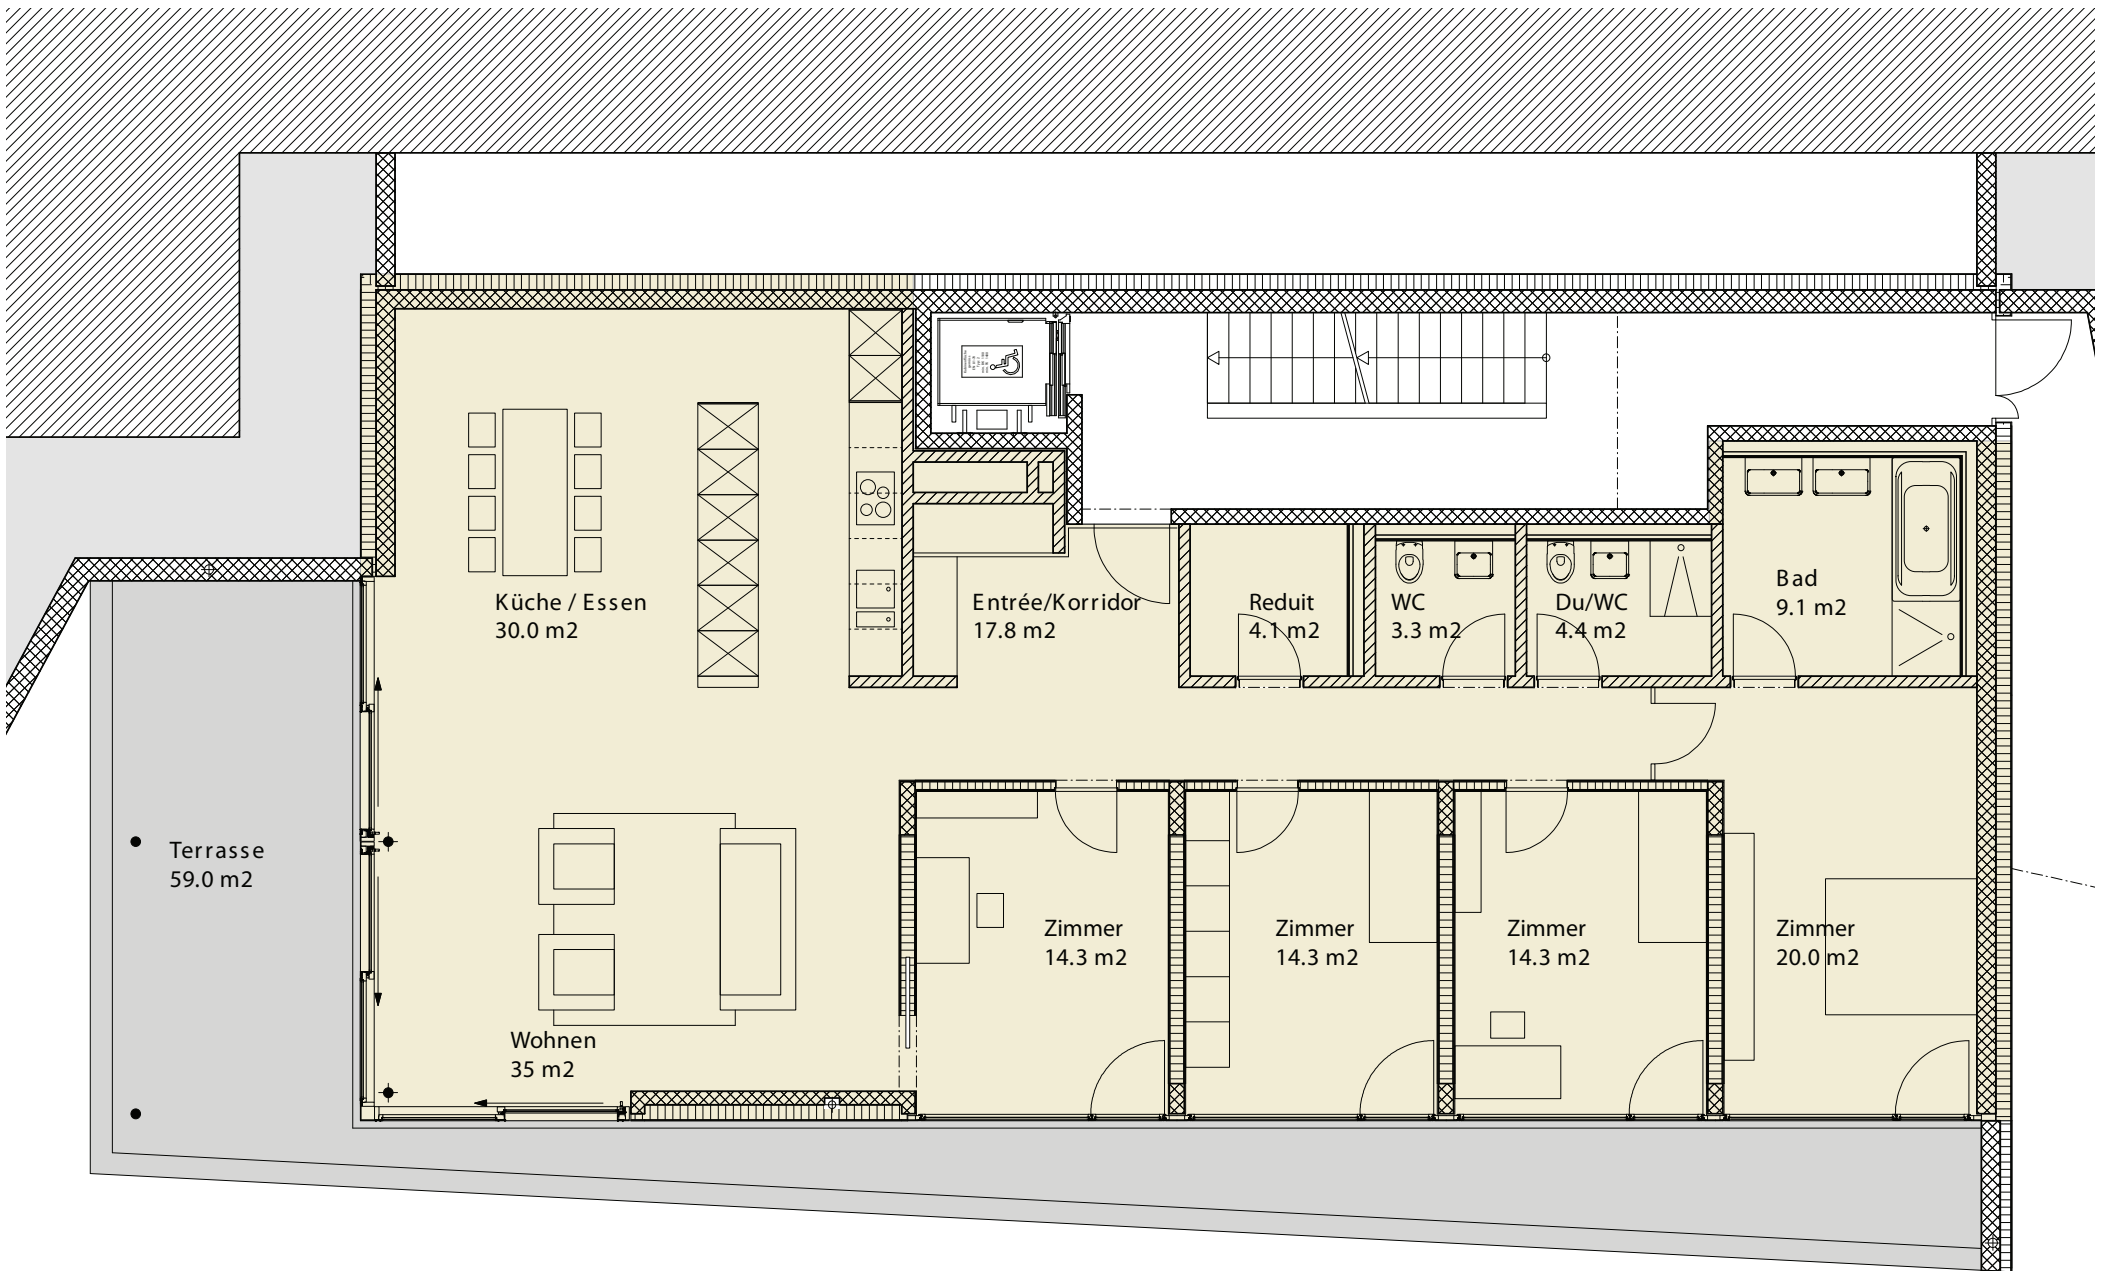 Küche / Essen
30.0 m2
Entrée/Korridor
17.8 m2
Reduit
4.1 m2
WC
3.3 m2
Du/WC
4.4 m2
Bad
9.1 m2
Terrasse
59.0 m2
Wohnen
35 m2
Zimmer
14.3 m2
Zimmer
14.3 m2
Zimmer
14.3 m2
Zimmer
20.0 m2